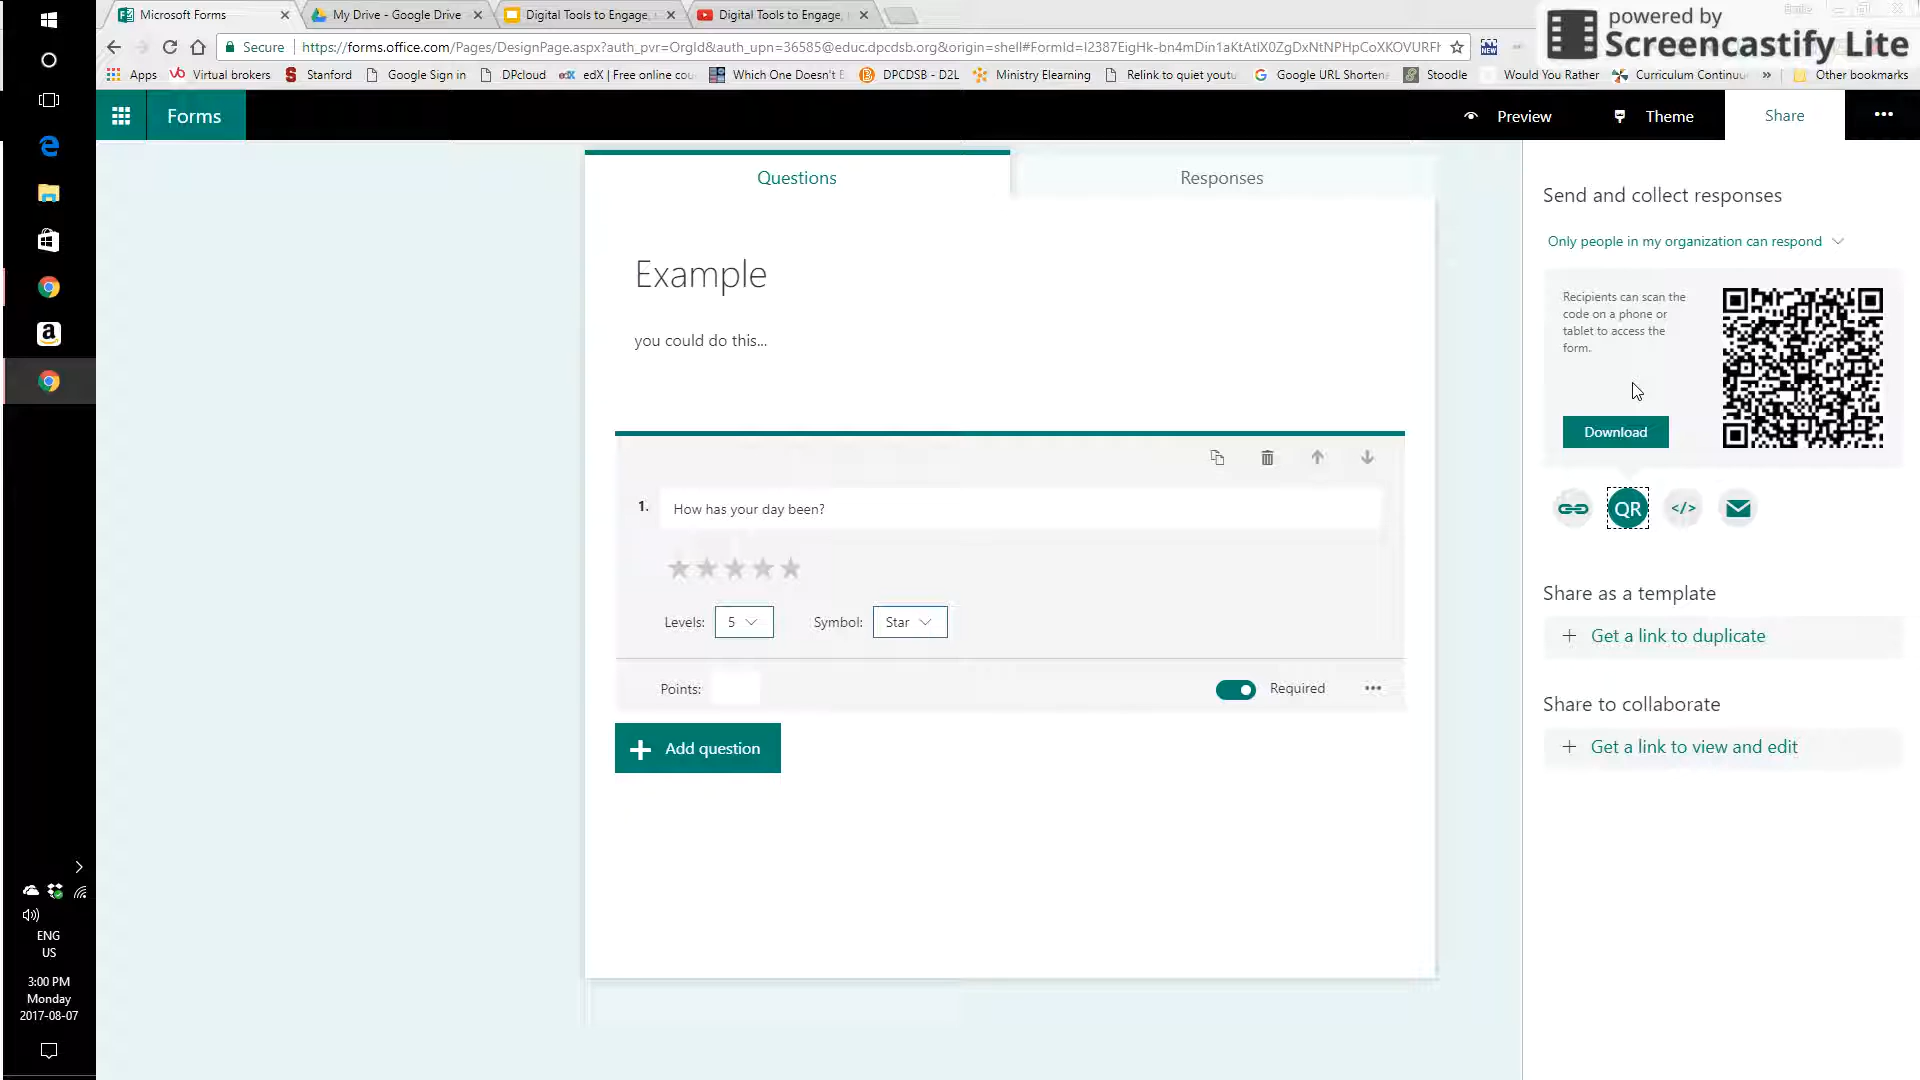 Microsoft Forms
My Drive - Google Drive
Digital Tools to Engage
Digital Tools to Engage
powered by
Screencastify Lite
Secure
https://forms.office.com/Pages/DesignPage.aspx?auth_pvr=OrgId&auth_upn=36585@educ.dpcdsb.org&origin=shell#FormId=
Apps
Virtual brokers
Stanford
Google Sign in
DPcloud
edX | Free online cou
Which One Doesn't
DPCDSB - D2L
Ministry Elearning
Relink to quiet youtu
Google URL Shorten
Stoodle
Would You Rather
Curriculum Continuu
»
Other bookmarks
Forms
Preview
Theme
Share
Questions
Responses
Example
you could do this...
1.
How has your day been?
Levels:
5
Symbol:
Star
Points:
Required
Add question
Send and collect responses
Only people in my organization can respond
Recipients can scan the
code on a phone or
tablet to access the
form.
Download
QR
</>
Share as a template
+ Get a link to duplicate
Share to collaborate
+ Get a link to view and edit
ENG
US
3:00 PM
Monday
2017-08-07